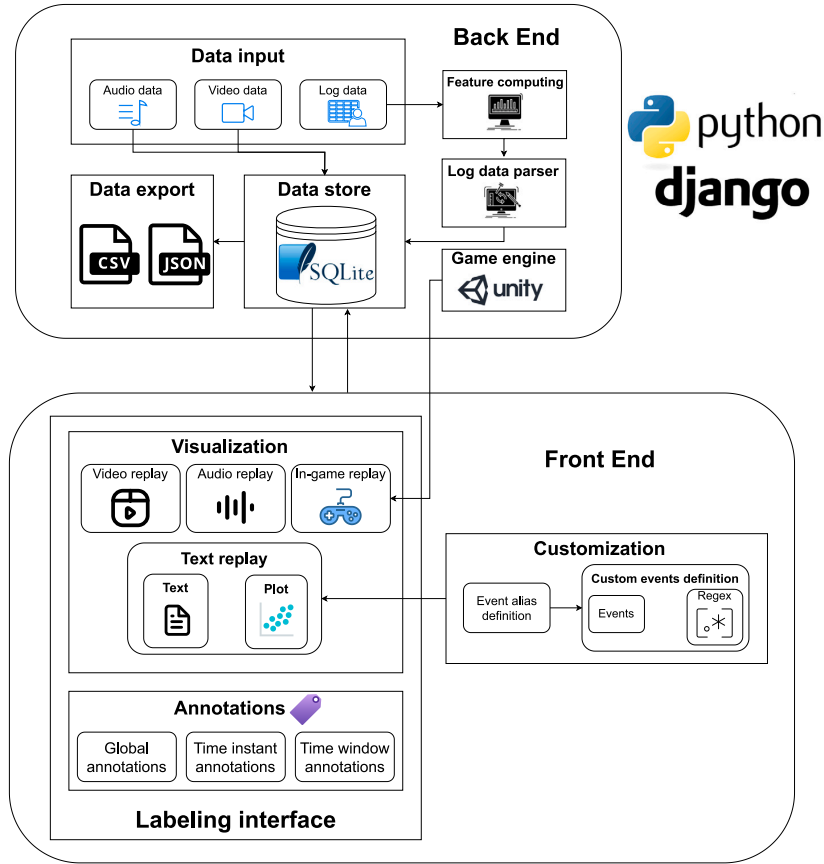 Back End
Data input
Audio data
Video data
Log data
Feature computing
python
django
Log data parser
Data export
CSV
JSON
Data store
SQLite
Game engine
unity
Front End
Visualization
Video replay
Audio replay
In-game replay
Text replay
Text
Plot
Customization
Event alias
definition
Custom events definition
Events
Regex
[.*]
Annotations
Global
annotations
Time instant
annotations
Time window
annotations
Labeling interface